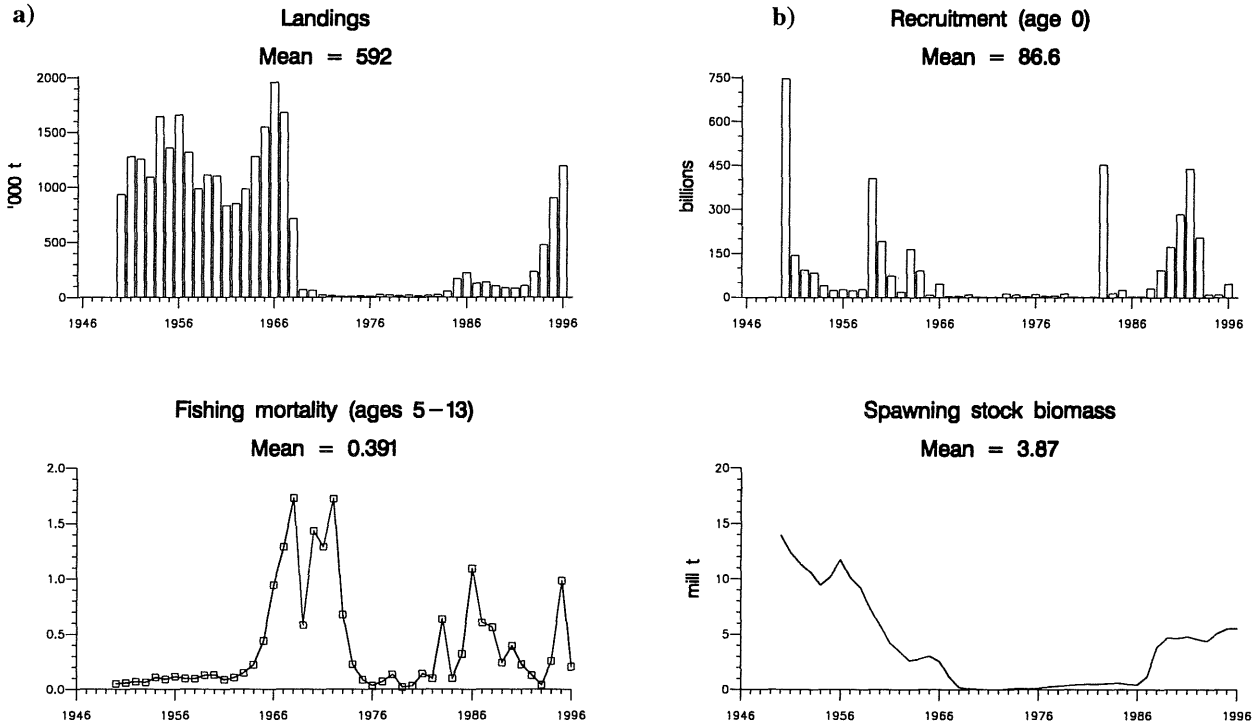 a)
Landings
Mean = 592
'000 t
2000
1500
1000
500
0
1946 1956 1966 1976 1986 1996
b)
Recruitment (age 0)
Mean = 86.6
billions
750
600
450
300
150
0
1946 1956 1966 1976 1986 1996
Fishing mortality (ages 5–13)
Mean = 0.391
2.0
1.5
1.0
0.5
0.0
1946 1956 1966 1976 1986 1996
Spawning stock biomass
Mean = 3.87
mill t
20
15
10
5
0
1946 1956 1966 1976 1986 1996